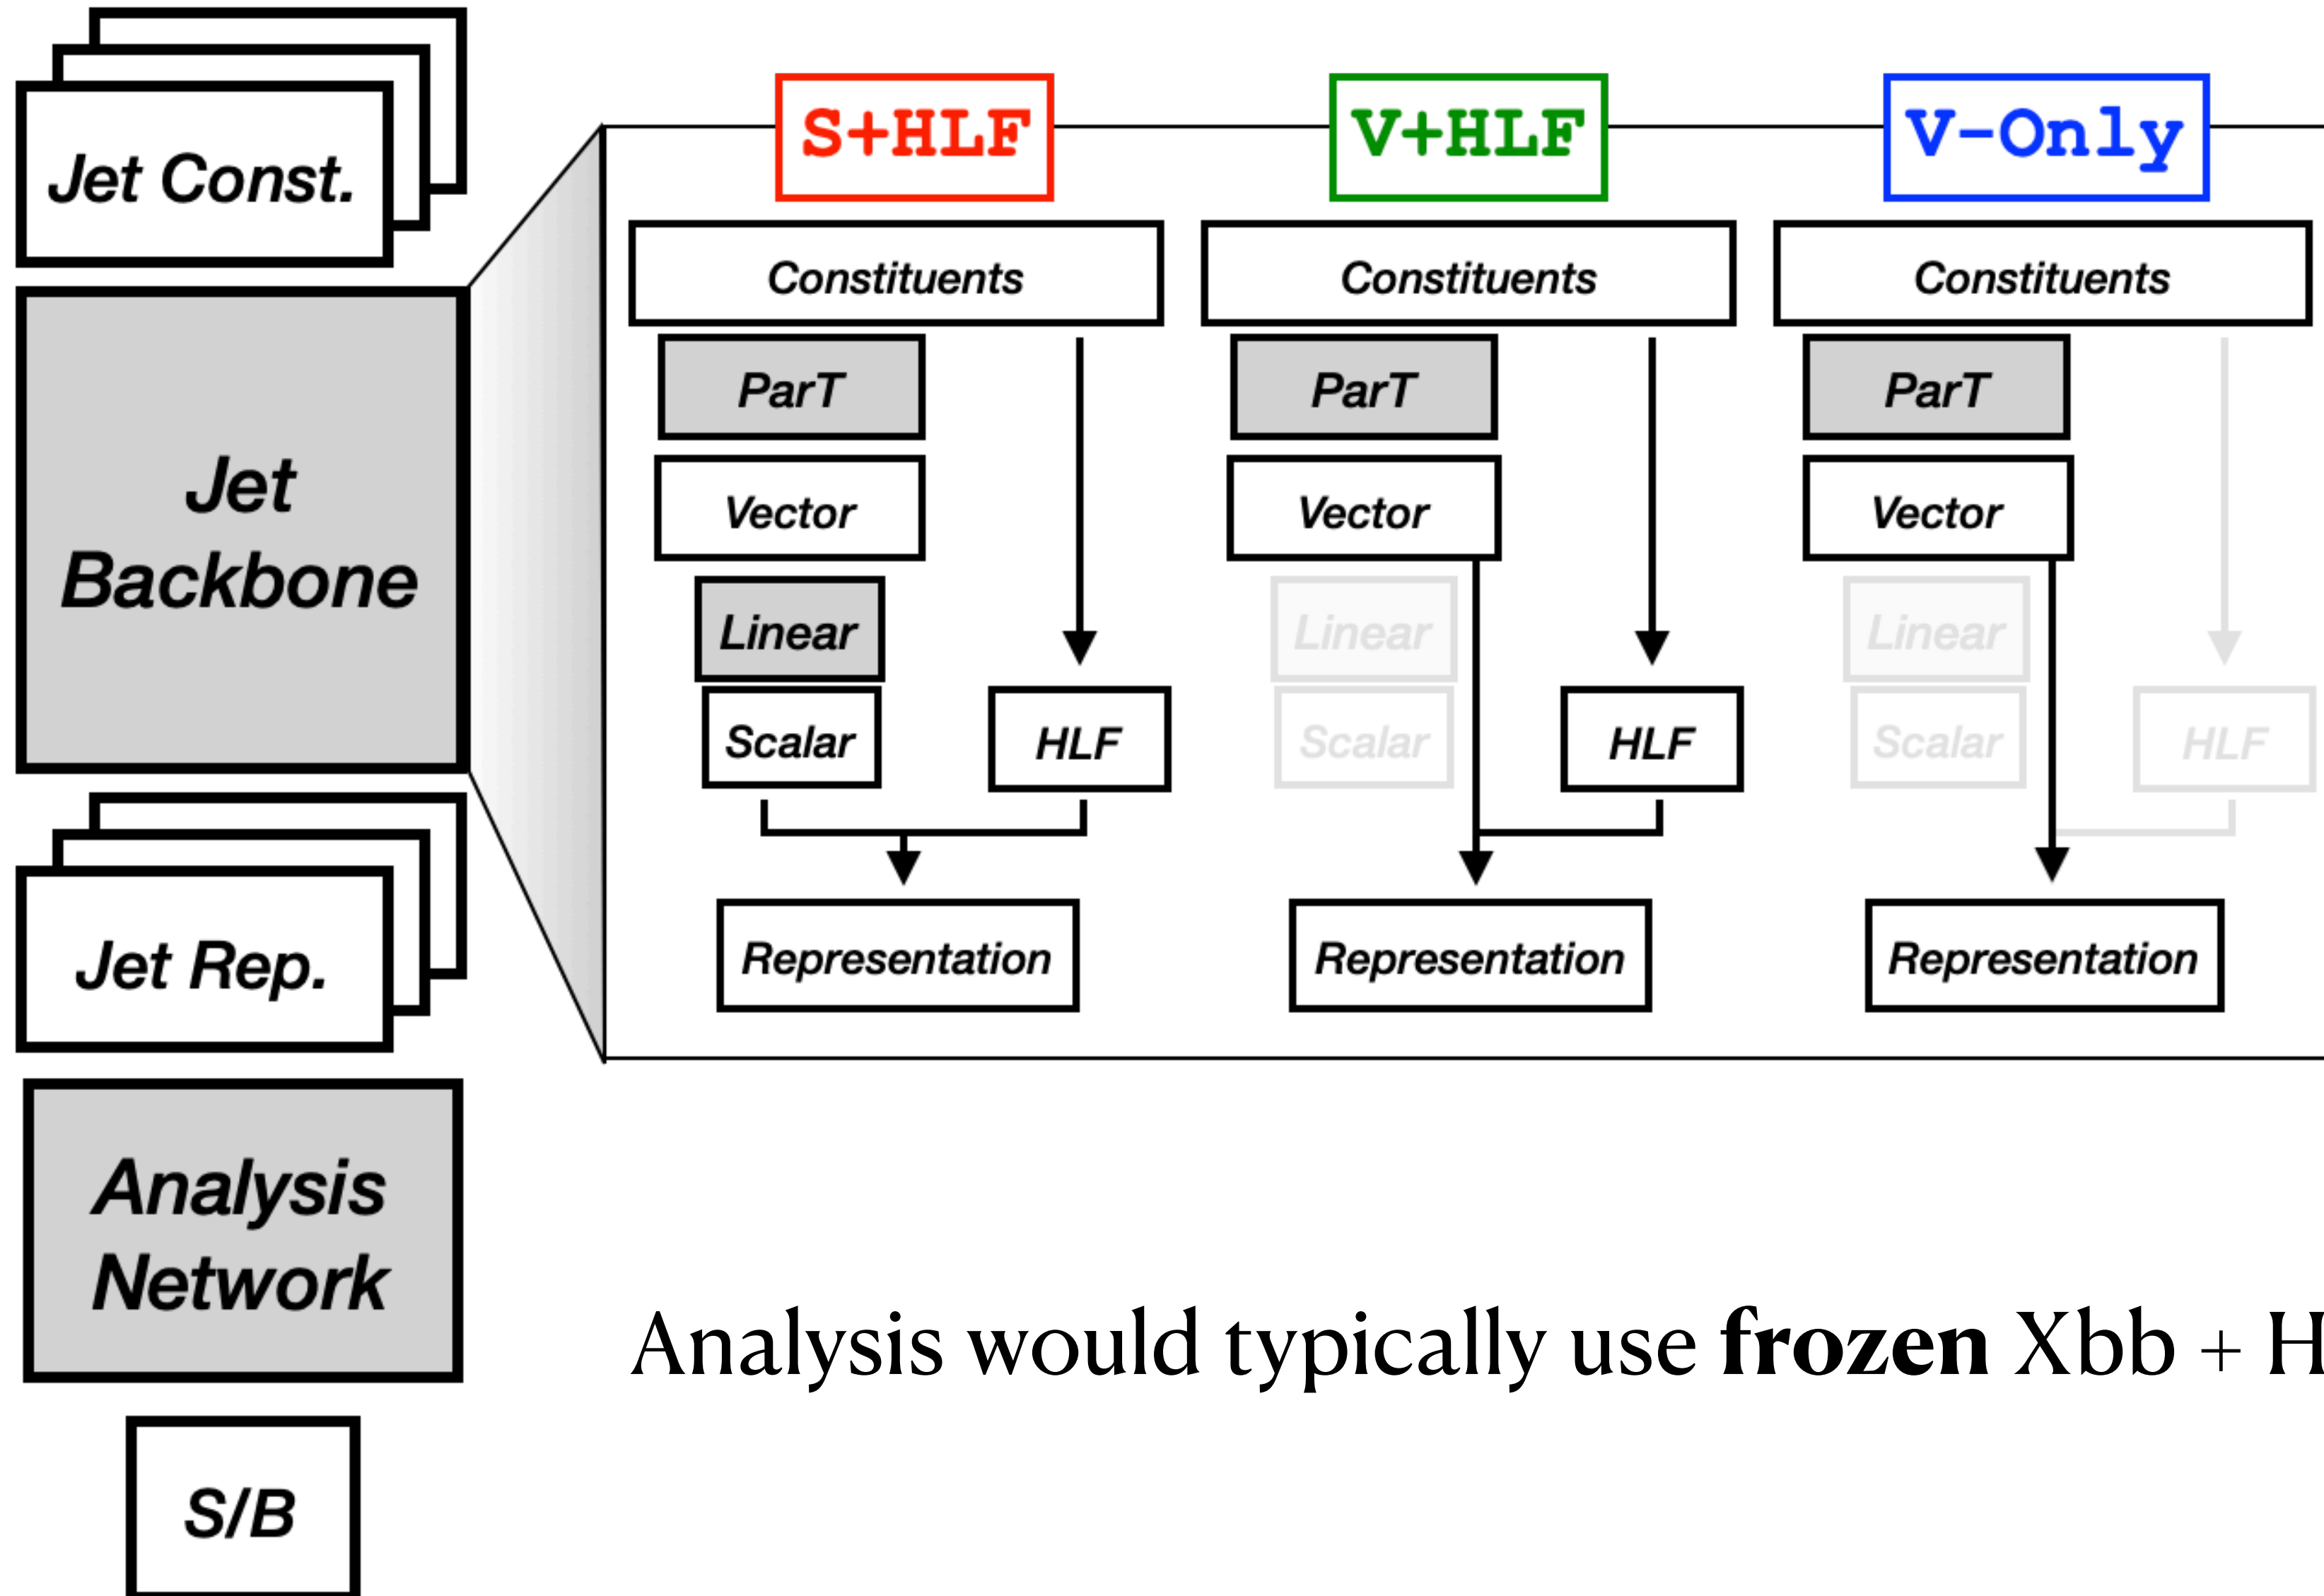 Jet Const.
Jet
Backbone
Jet Rep.
Analysis
Network
S/B
S+HLF
Constituents
ParT
Vector
Linear
Scalar
HLF
Representation
V+HLF
Constituents
ParT
Vector
Linear
Scalar
HLF
Representation
V-Only
Constituents
ParT
Vector
Linear
Scalar
HLF
Representation
Analysis would typically use frozen Xbb + H